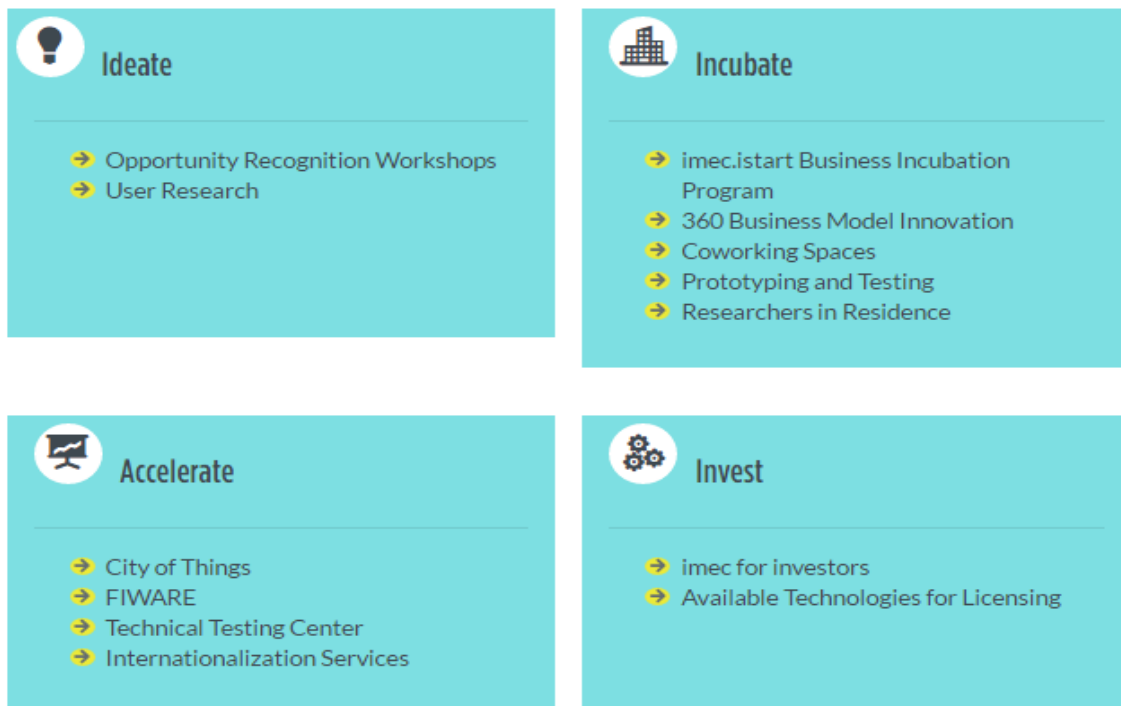 Ideate
Opportunity Recognition Workshops
User Research
Incubate
imec.istart Business Incubation
Program
360 Business Model Innovation
Coworking Spaces
Prototyping and Testing
Researchers in Residence
Accelerate
City of Things
FIWARE
Technical Testing Center
Internationalization Services
Invest
imec for investors
Available Technologies for Licensing